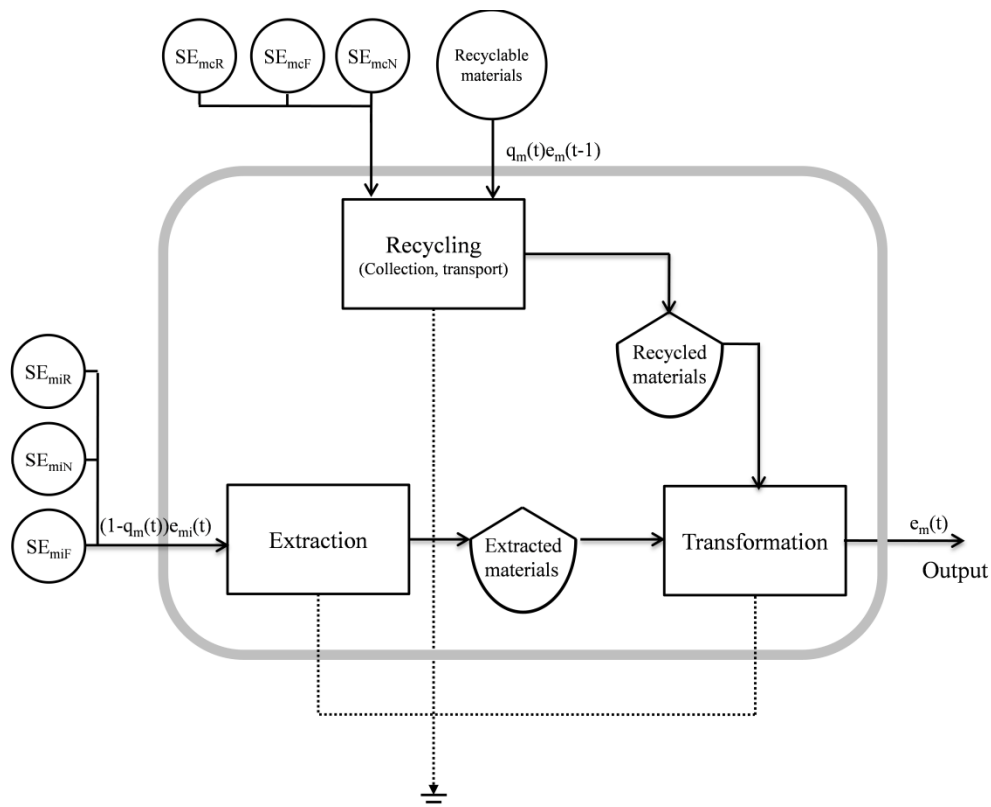 SE_mcR SE_mcF SE_mcN
Recyclable
materials
q_m(t)e_m(t-1)
Recycling
(Collection, transport)
Recycled
materials
SE_miR
SE_miN
SE_miF
(1-q_m(t))e_mi(t)
Extraction
Extracted
materials
Transformation
e_m(t)
Output